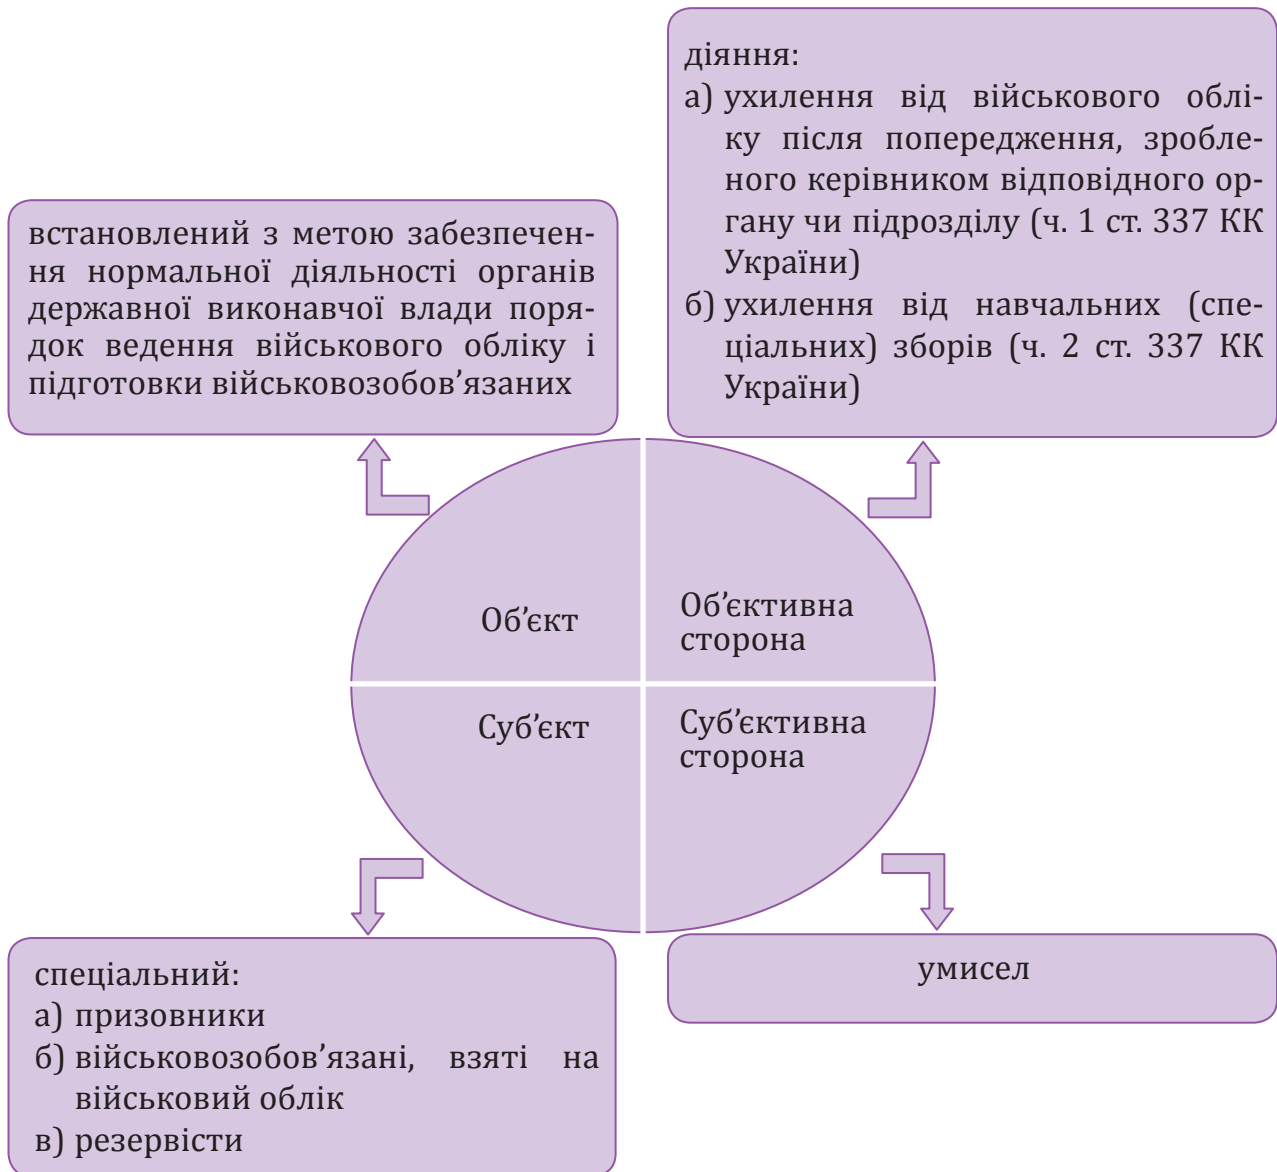 встановлений з метою забезпечен-
ня нормальної діяльності органів
державної виконавчої влади поря-
док ведення військового обліку і
підготовки військовозобов’язаних
діяння:
а) ухилення від військового облі-
ку після попередження, зробле-
ного керівником відповідного ор-
гану чи підрозділу (ч. 1 ст. 337 КК
України)
б) ухилення від навчальних (спе-
ціальних) зборів (ч. 2 ст. 337 КК
України)
Об’єкт
Об’єктивна
сторона
Суб’єкт
Суб’єктивна
сторона
спеціальний:
а) призовники
б) військовозобов’язані, взяті на
військовий облік
в) резервісти
умисел